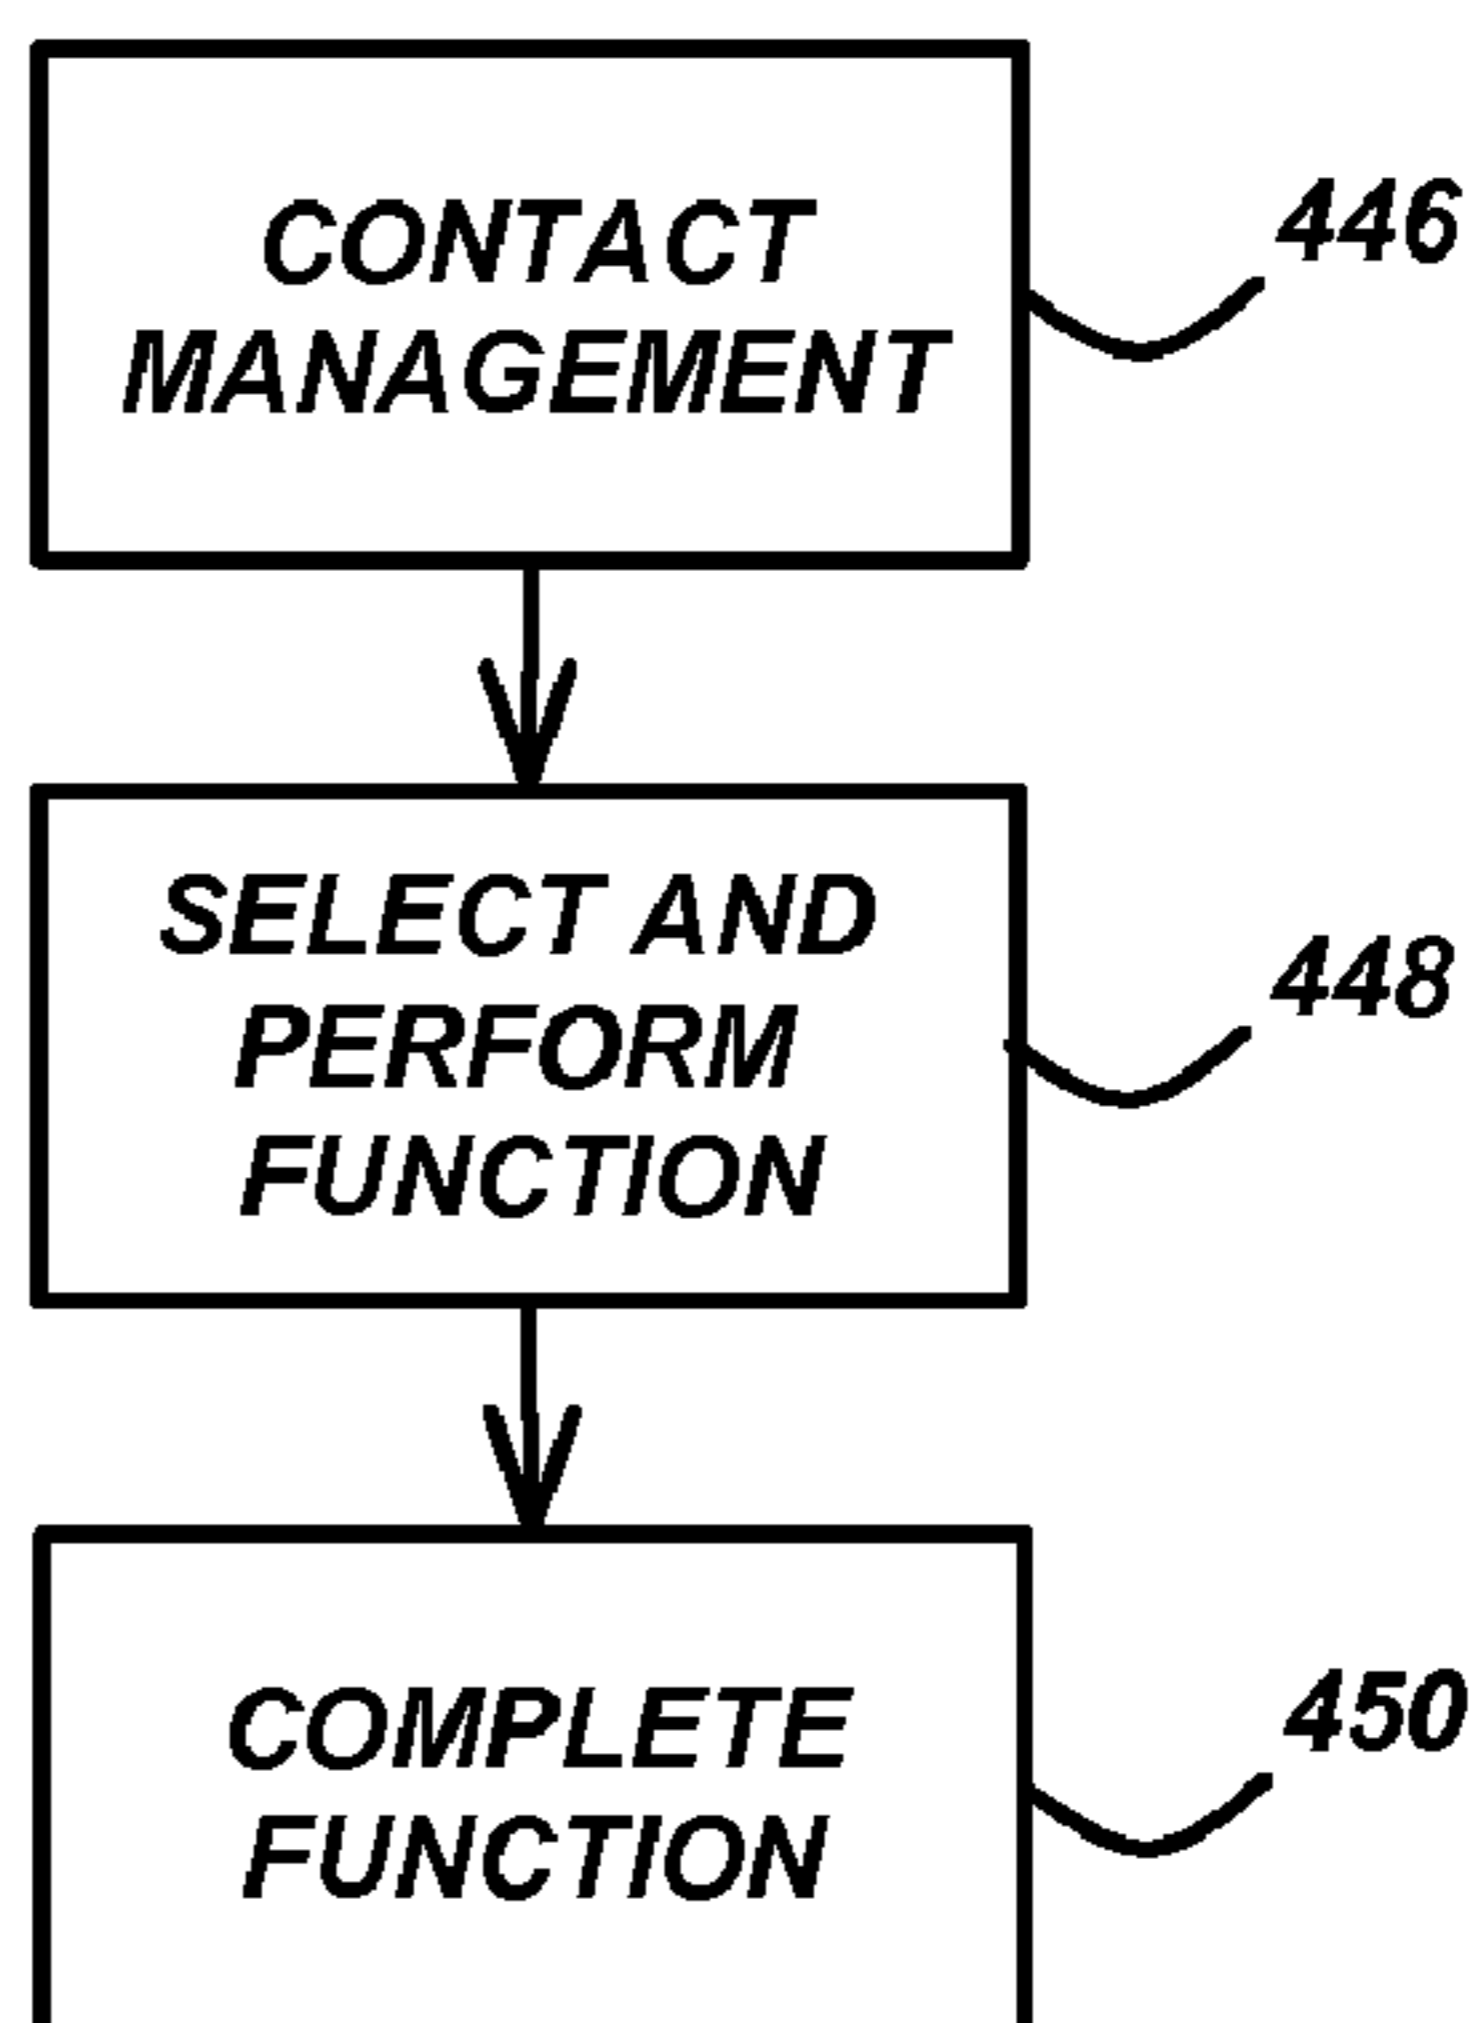 CONTACT
MANAGEMENT
446
SELECT AND
PERFORM
FUNCTION
448
COMPLETE
FUNCTION
450